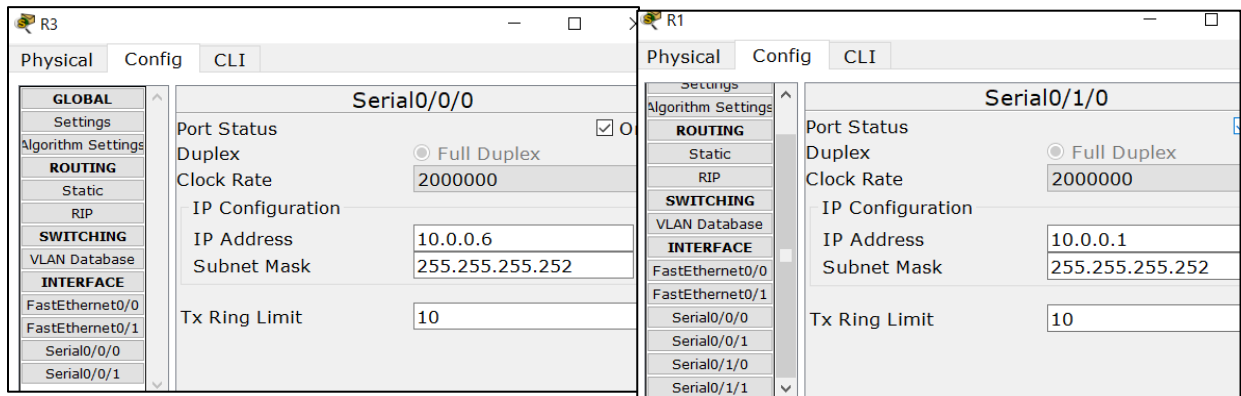 R3
Physical Config CLI
GLOBAL
Settings
Algorithm Settings
ROUTING
Static
RIP
SWITCHING
VLAN Database
INTERFACE
FastEthernet0/0
FastEthernet0/1
Serial0/0/0
Serial0/0/1
Serial0/0/0
Port Status
Duplex Full Duplex
Clock Rate 2000000
IP Configuration
IP Address 10.0.0.6
Subnet Mask 255.255.255.252
Tx Ring Limit 10
R1
Physical Config CLI
Settings
Algorithm Settings
ROUTING
Static
RIP
SWITCHING
VLAN Database
INTERFACE
FastEthernet0/0
FastEthernet0/1
Serial0/0/0
Serial0/0/1
Serial0/1/0
Serial0/1/1
Serial0/1/0
Port Status
Duplex Full Duplex
Clock Rate 2000000
IP Configuration
IP Address 10.0.0.1
Subnet Mask 255.255.255.252
Tx Ring Limit 10